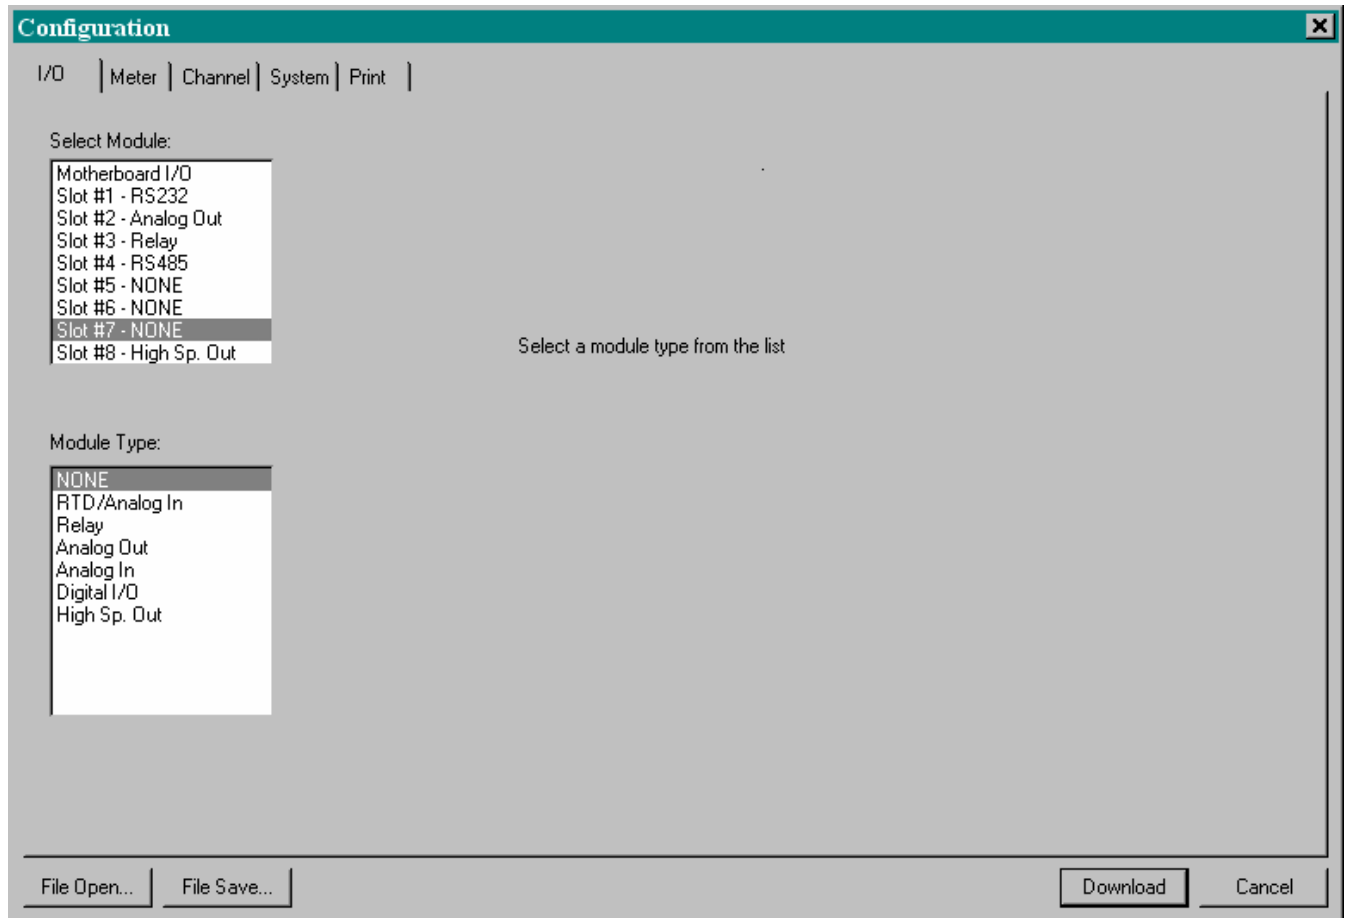 Configuration
I/O Meter Channel System Print
Select Module:
Motherboard I/O
Slot #1 - RS232
Slot #2 - Analog Out
Slot #3 - Relay
Slot #4 - RS485
Slot #5 - NONE
Slot #6 - NONE
Slot #7 - NONE
Slot #8 - High Sp. Out
Select a module type from the list
Module Type:
NONE
RTD/Analog In
Relay
Analog Out
Analog In
Digital I/O
High Sp. Out
File Open... File Save... Download Cancel